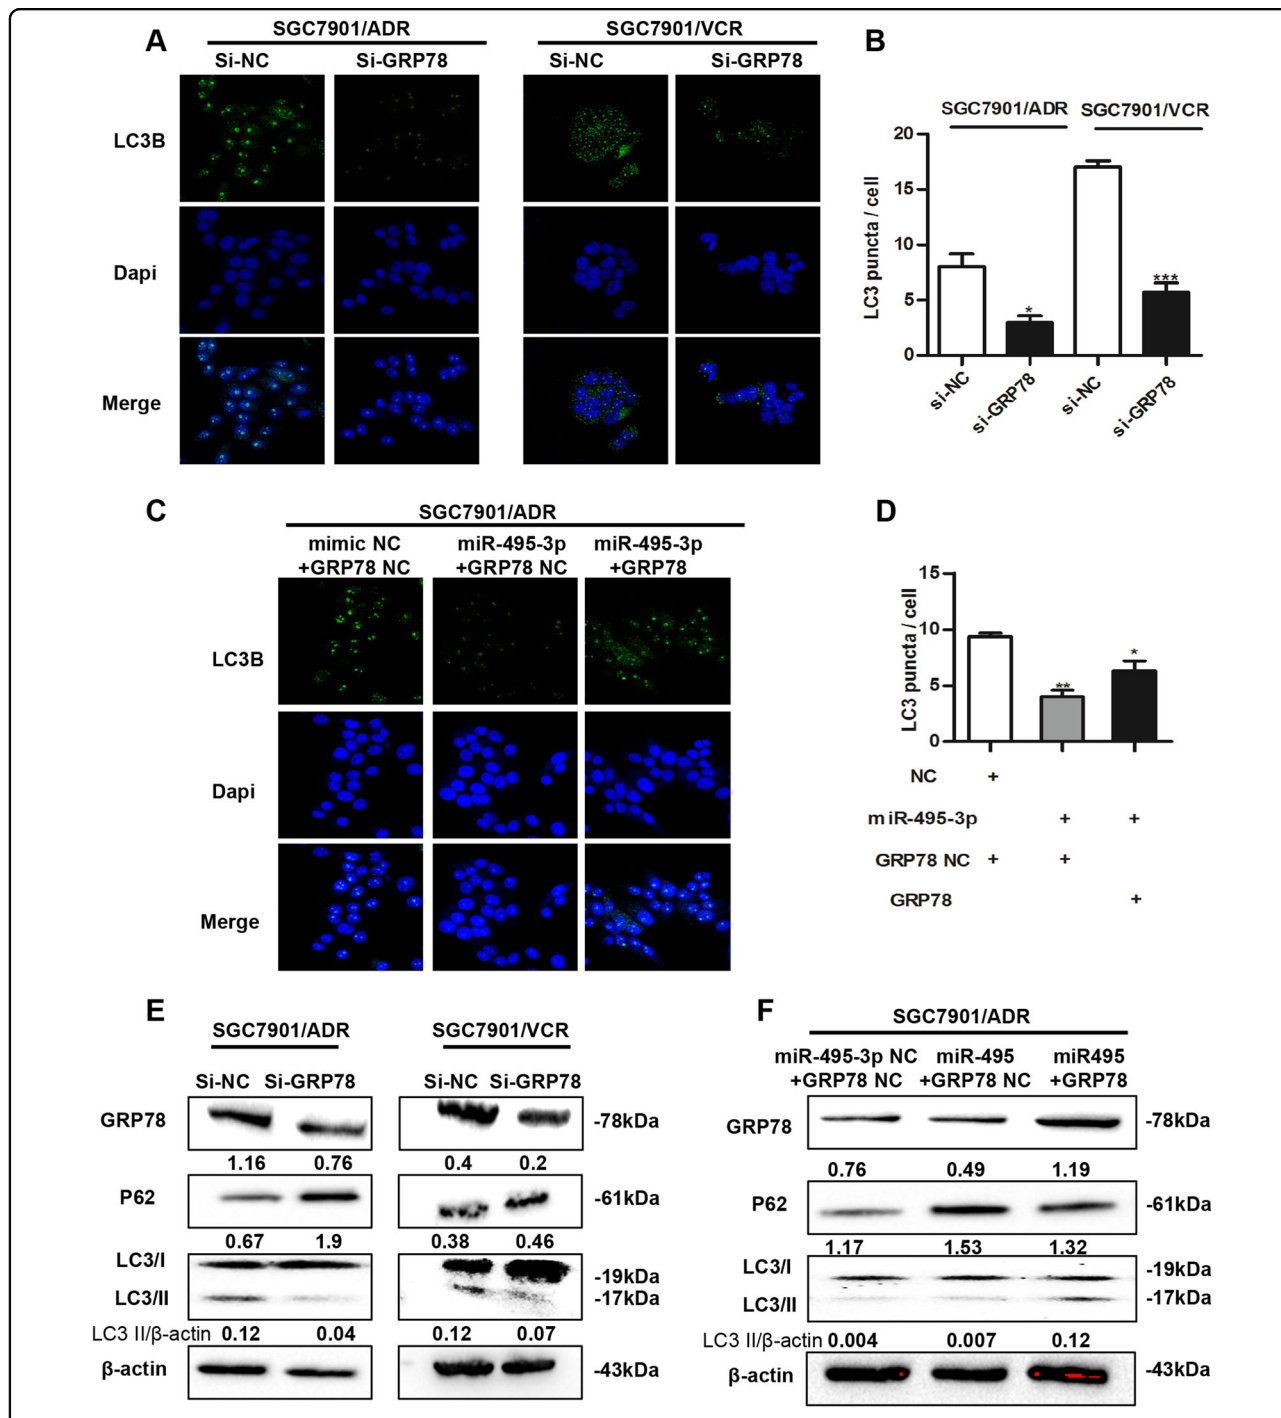 A
SGC7901/ADR
SGC7901/VCR
Si-NC
Si-GRP78
Si-NC
Si-GRP78
LC3B
Dapi
Merge
B
SGC7901/ADR
SGC7901/VCR
LC3 puncta / cell
20
15
10
5
0
*
***
si-NC
si-GRP78
si-NC
si-GRP78
C
SGC7901/ADR
mimic NC
+GRP78 NC
miR-495-3p
+GRP78 NC
miR-495-3p
+GRP78
LC3B
Dapi
Merge
D
LC3 puncta / cell
15
10
5
0
**
*
NC +
miR-495-3p + +
GRP78 NC + +
GRP78 +
E
SGC7901/ADR
SGC7901/VCR
Si-NC Si-GRP78
Si-NC Si-GRP78
GRP78
-78kDa
1.16 0.76 0.4 0.2
P62
-61kDa
0.67 1.9 0.38 0.46
LC3/I
-19kDa
LC3/II
-17kDa
LC3 II/β-actin 0.12 0.04 0.12 0.07
β-actin
-43kDa
F
SGC7901/ADR
miR-495-3p NC
+GRP78 NC
miR-495
+GRP78 NC
miR495
+GRP78
GRP78
-78kDa
0.76 0.49 1.19
P62
-61kDa
1.17 1.53 1.32
LC3/I
-19kDa
LC3/II
-17kDa
LC3 II/β-actin 0.004 0.007 0.12
β-actin
-43kDa